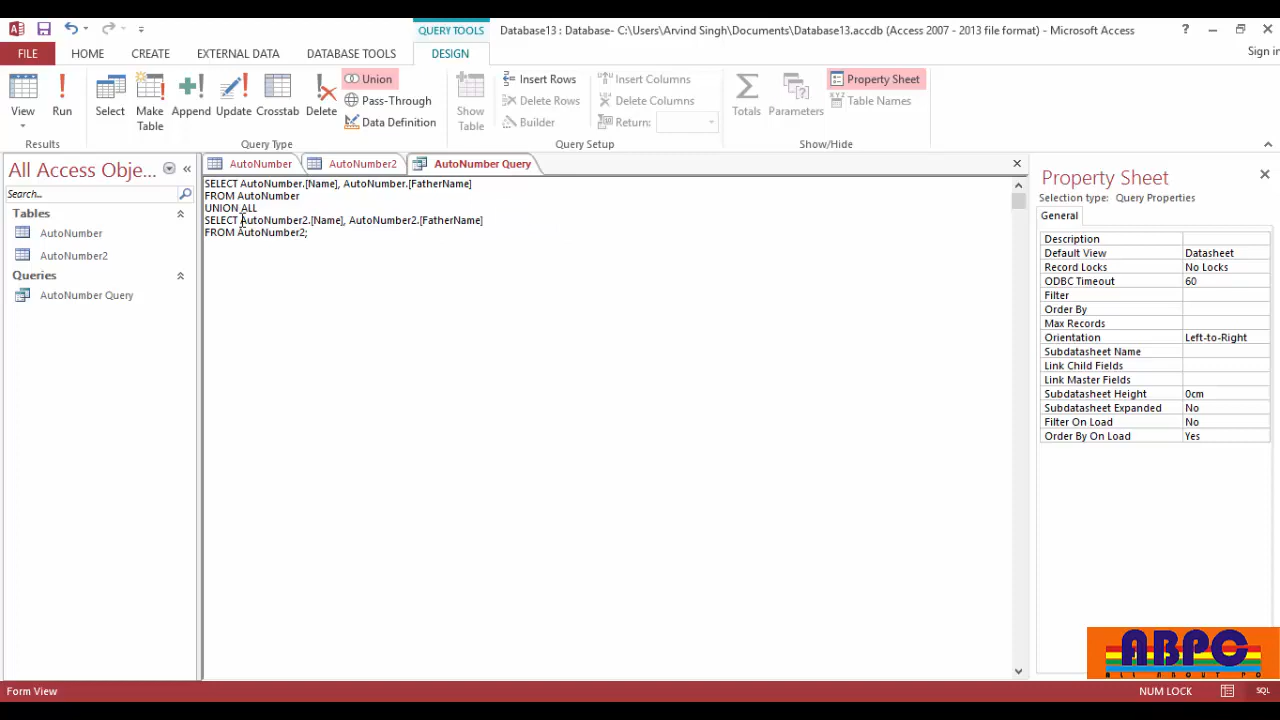 QUERY TOOLS
Database13 : Database- C:\Users\Arvind Singh\Documents\Database13.accdb (Access 2007 - 2013 file format) - Microsoft Access
FILE HOME CREATE EXTERNAL DATA DATABASE TOOLS DESIGN Sign in
View Run Select Make Table Append Update Crosstab Delete
Union
Pass-Through
Data Definition
Show Table
Insert Rows
Delete Rows
Builder
Insert Columns
Delete Columns
Return:
Totals Parameters
Property Sheet
Table Names
Results Query Type Query Setup Show/Hide
All Access Obje...
Search...
Tables
AutoNumber
AutoNumber2
Queries
AutoNumber Query
AutoNumber AutoNumber2 AutoNumber Query
SELECT AutoNumber.[Name], AutoNumber.[FatherName]
FROM AutoNumber
UNION ALL
SELECT AutoNumber2.[Name], AutoNumber2.[FatherName]
FROM AutoNumber2;
Property Sheet
Selection type: Query Properties
General
Description
Default View Datasheet
Record Locks No Locks
ODBC Timeout 60
Filter
Order By
Max Records
Orientation Left-to-Right
Subdatasheet Name
Link Child Fields
Link Master Fields
Subdatasheet Height 0cm
Subdatasheet Expanded No
Filter On Load No
Order By On Load Yes
ABPC
ALL ABOUT PC
Form View NUM LOCK SQL